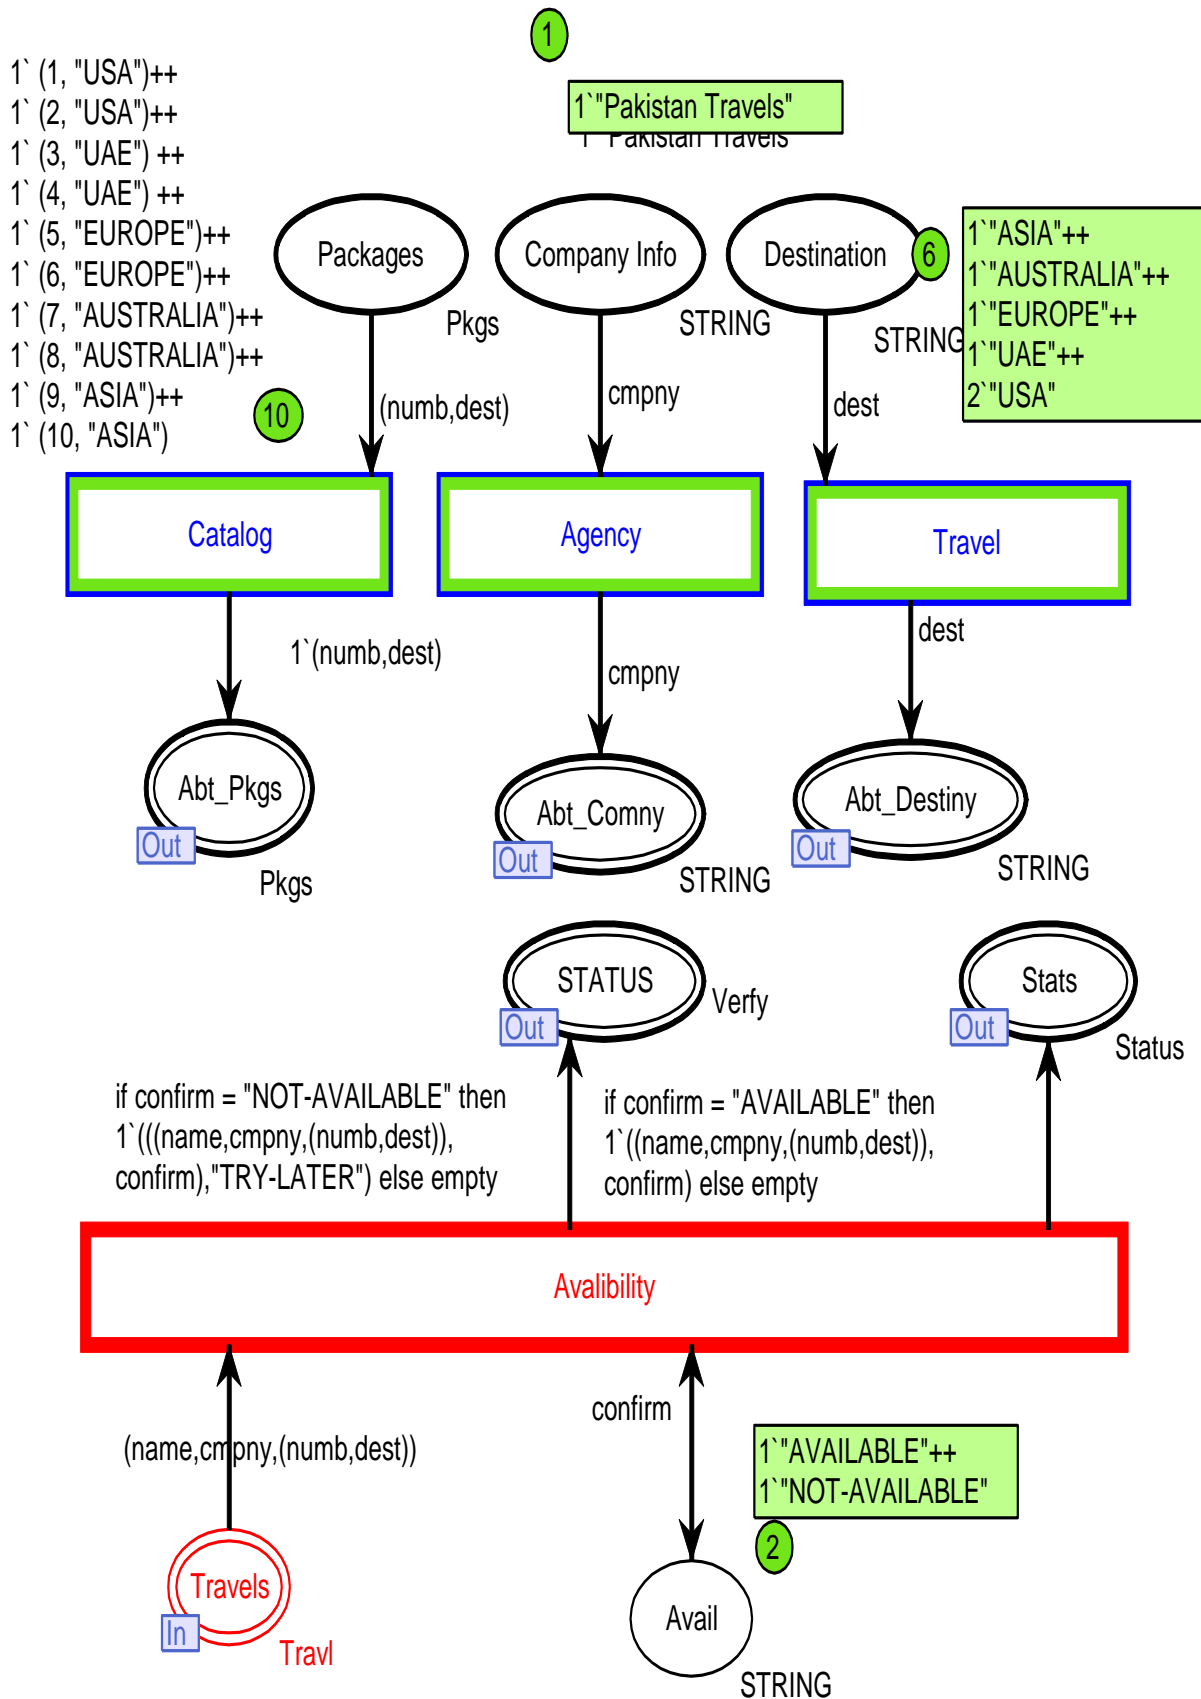 1
1` (1, "USA")++
1` (2, "USA")++
1` (3, "UAE") ++
1` (4, "UAE") ++
1` (5, "EUROPE")++
1` (6, "EUROPE")++
1` (7, "AUSTRALIA")++
1` (8, "AUSTRALIA")++
1` (9, "ASIA")++
1` (10, "ASIA")
10
1`"Pakistan Travels"
1`"Pakistan Travels"
Packages
Pkgs
Company Info
STRING
Destination
STRING
6
1`"ASIA"++
1`"AUSTRALIA"++
1`"EUROPE"++
1`"UAE"++
2`"USA"
(numb,dest)
cmpny
dest
Catalog
Agency
Travel
1`(numb,dest)
cmpny
dest
Abt_Pkgs
Out
Pkgs
Abt_Comny
Out
STRING
Abt_Destiny
Out
STRING
STATUS
Out
Verfy
Stats
Out
Status
if confirm = "NOT-AVAILABLE" then
1`(((name,cmpny,(numb,dest)),
confirm),"TRY-LATER") else empty
if confirm = "AVAILABLE" then
1`((name,cmpny,(numb,dest)),
confirm) else empty
Avalibility
(name,cmpny,(numb,dest))
confirm
1`"AVAILABLE"++
1`"NOT-AVAILABLE"
2
Travels
In
Travl
Avail
STRING